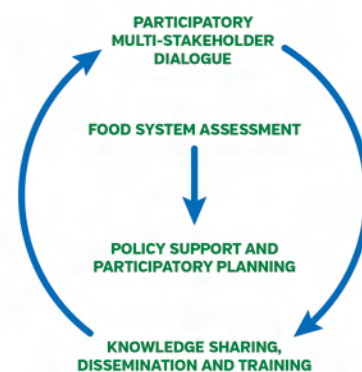 PARTICIPATORY
MULTI-STAKEHOLDER
DIALOGUE
FOOD SYSTEM ASSESSMENT
POLICY SUPPORT AND
PARTICIPATORY PLANNING
KNOWLEDGE SHARING,
DISSEMINATION AND TRAINING